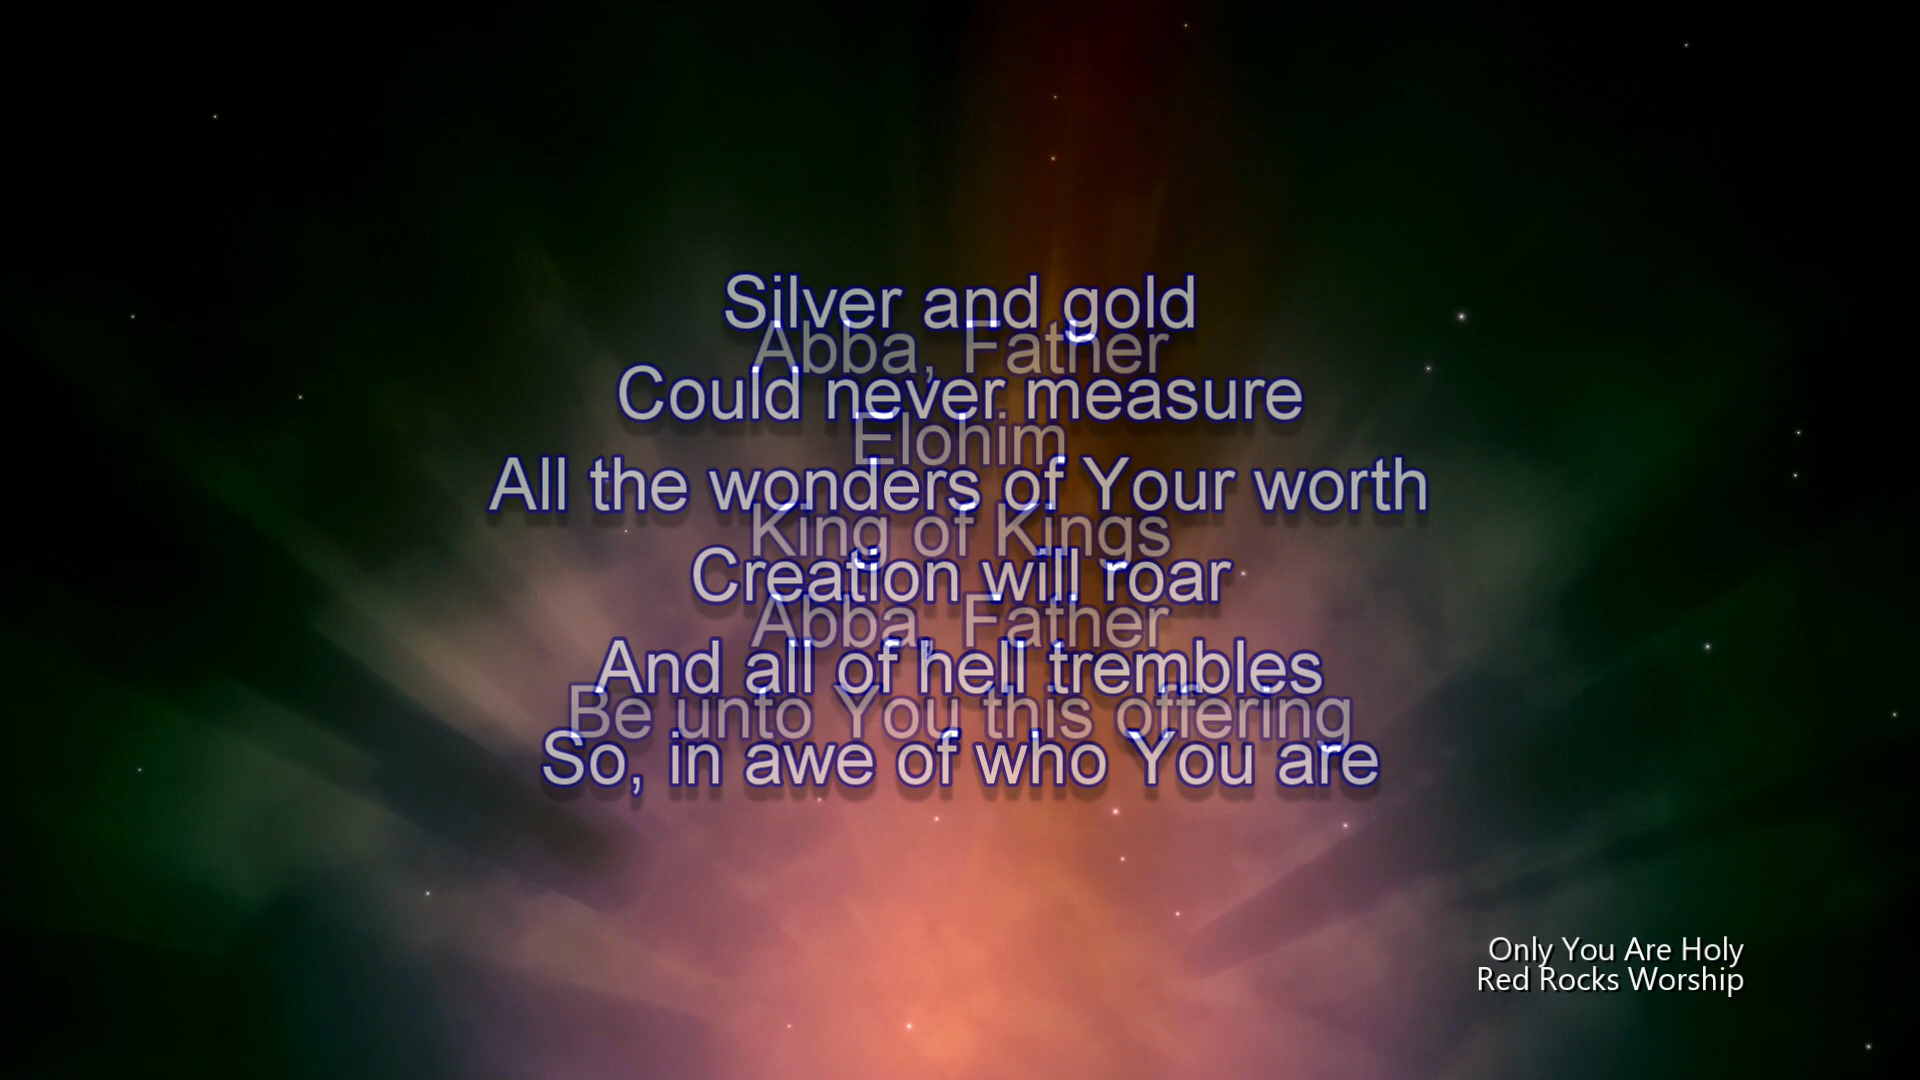 Silver and gold
Abba, Father
Could never measure
Elohim
All the wonders of Your worth
King of Kings
Creation will roar
Abba, Father
And all of hell trembles
Be unto You this offering
So, in awe of who You are
Only You Are Holy
Red Rocks Worship